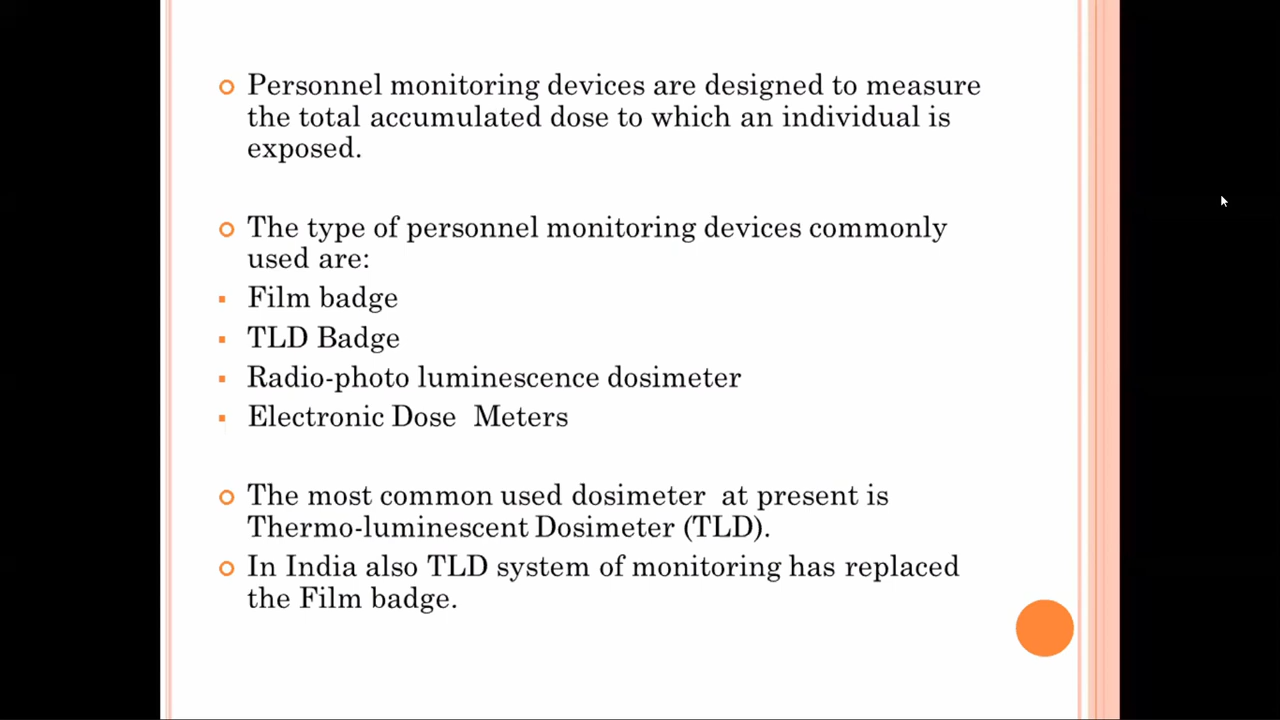 Personnel monitoring devices are designed to measure
the total accumulated dose to which an individual is
exposed.
The type of personnel monitoring devices commonly
used are:
Film badge
TLD Badge
Radio-photo luminescence dosimeter
Electronic Dose  Meters
The most common used dosimeter  at present is
Thermo-luminescent Dosimeter (TLD).
In India also TLD system of monitoring has replaced
the Film badge.